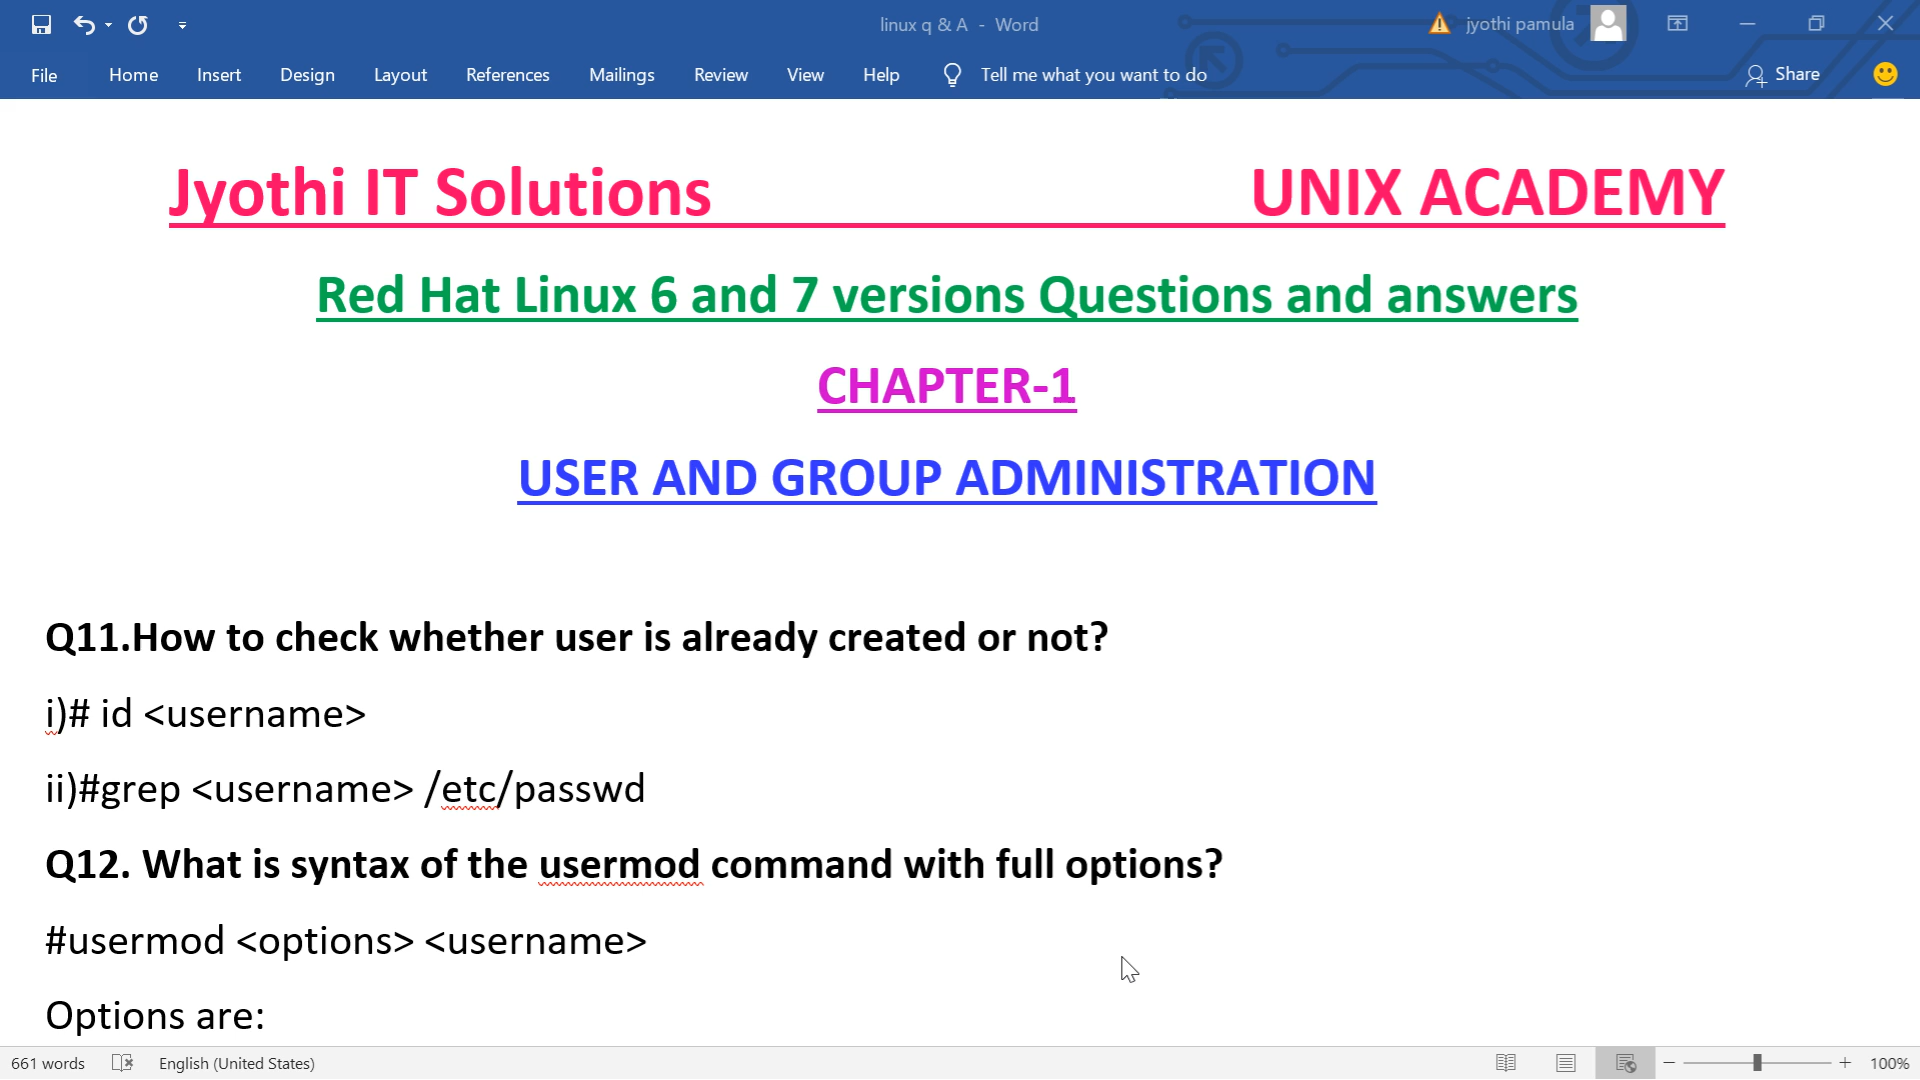 linux q & A - Word
jyothi pamula
File Home Insert Design Layout References Mailings Review View Help Tell me what you want to do Share
Jyothi IT Solutions UNIX ACADEMY
Red Hat Linux 6 and 7 versions Questions and answers
CHAPTER-1
USER AND GROUP ADMINISTRATION
Q11.How to check whether user is already created or not?
i)# id <username>
ii)#grep <username> /etc/passwd
Q12. What is syntax of the usermod command with full options?
#usermod <options> <username>
Options are:
661 words English (United States) 100%